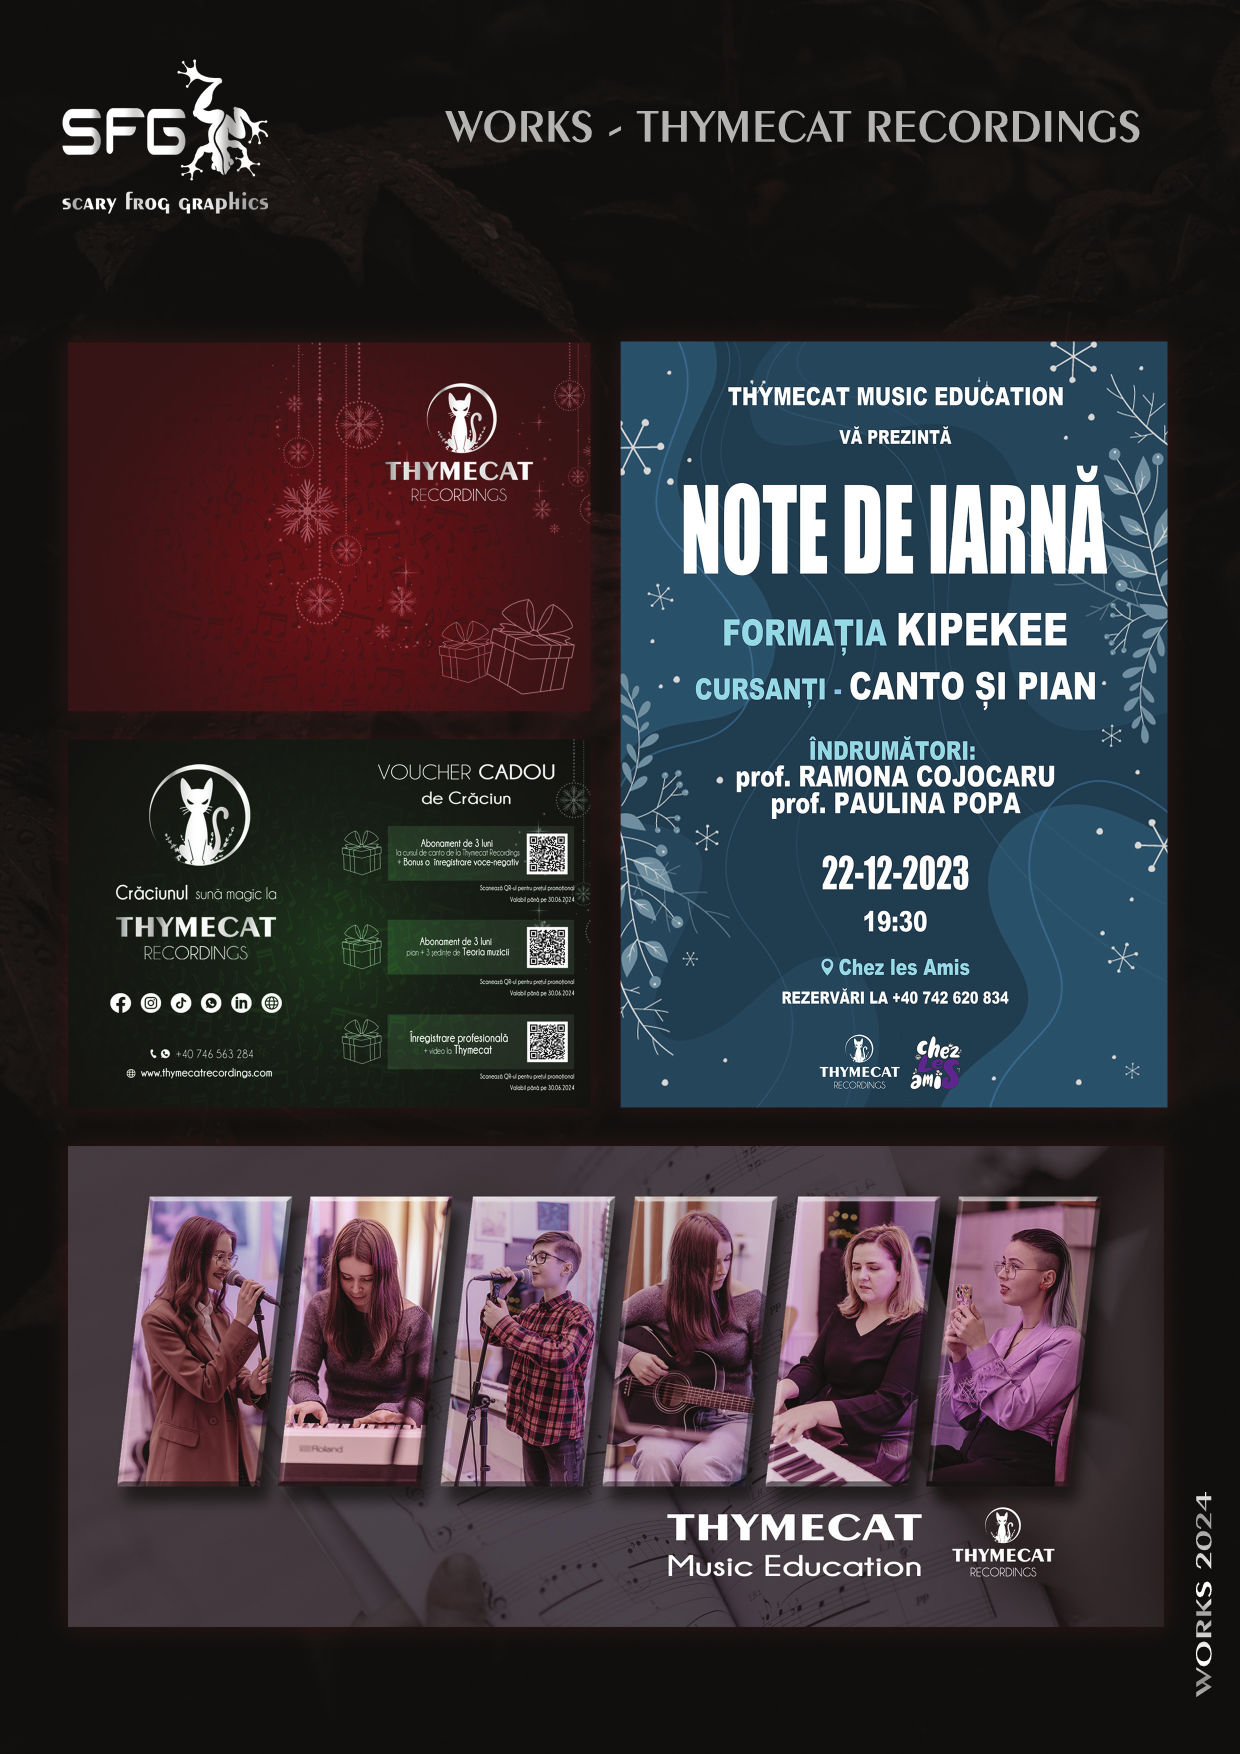 SFG
scary frog graphics
WORKS - THYMECAT RECORDINGS
THYMECAT
RECORDINGS
VOUCHER CADOU
de Crăciun
Abonament de 3 luni
la cursul de canto de la Thymecat Recordings
+ Bonus o înregistrare voce-negativ
Scanează QR-ul pentru prețul promoțional
Valabil până pe 30.06.2024
Crăciunul sună magic la
THYMECAT
RECORDINGS
Abonament de 3 luni
pian + 3 ședințe de Teoria muzicii
Scanează QR-ul pentru prețul promoțional
Valabil până pe 30.06.2024
Înregistrare profesională
+ video la Thymecat
Scanează QR-ul pentru prețul promoțional
Valabil până pe 30.06.2024
+40 746 563 284
www.thymecatrecordings.com
THYMECAT MUSIC EDUCATION
VĂ PREZINTĂ
NOTE DE IARNĂ
FORMAȚIA KIPEKEE
CURSANȚI - CANTO ȘI PIAN
ÎNDRUMĂTORI:
prof. RAMONA COJOCARU
prof. PAULINA POPA
22-12-2023
19:30
Chez les Amis
REZERVĂRI LA +40 742 620 834
THYMECAT
RECORDINGS
chez
Les
amiS
Roland
THYMECAT
Music Education
THYMECAT
RECORDINGS
WORKS 2024